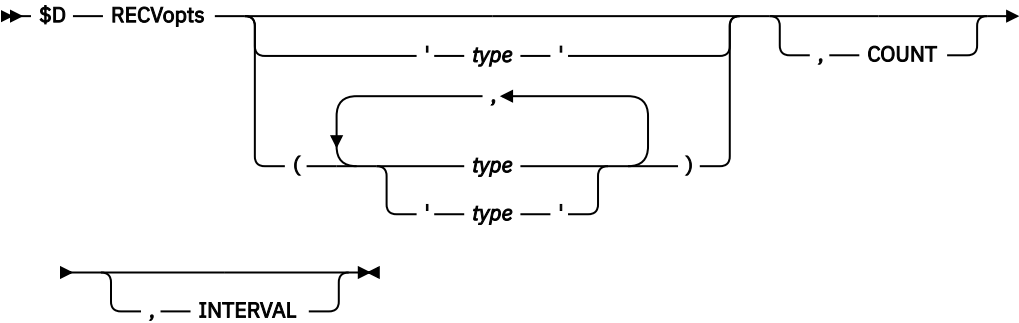 $D RECVopts
' type '
, COUNT
,
( type )
' type '
, INTERVAL